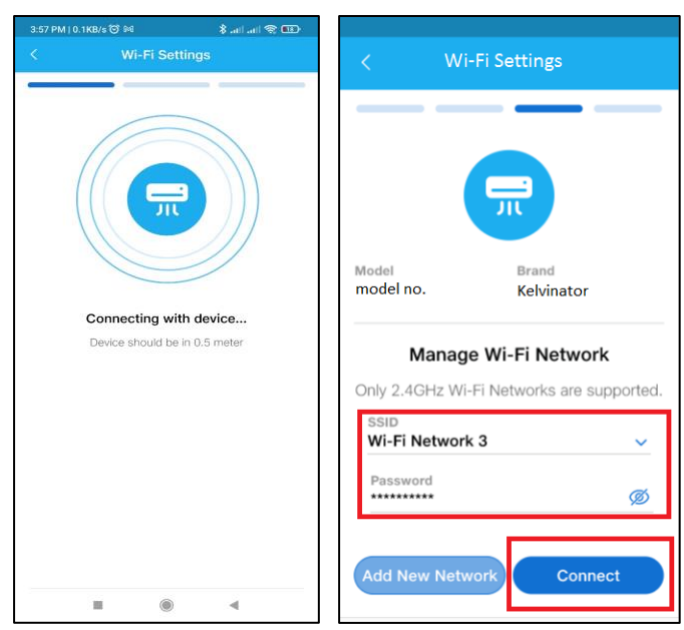 3:57 PM | 0.1KB/s
18
Wi-Fi Settings
Connecting with device...
Device should be in 0.5 meter
Wi-Fi Settings
Model
Brand
model no.
Kelvinator
Manage Wi-Fi Network
Only 2.4GHz Wi-Fi Networks are supported.
SSID
Wi-Fi Network 3
Password
**********
Add New Network
Connect